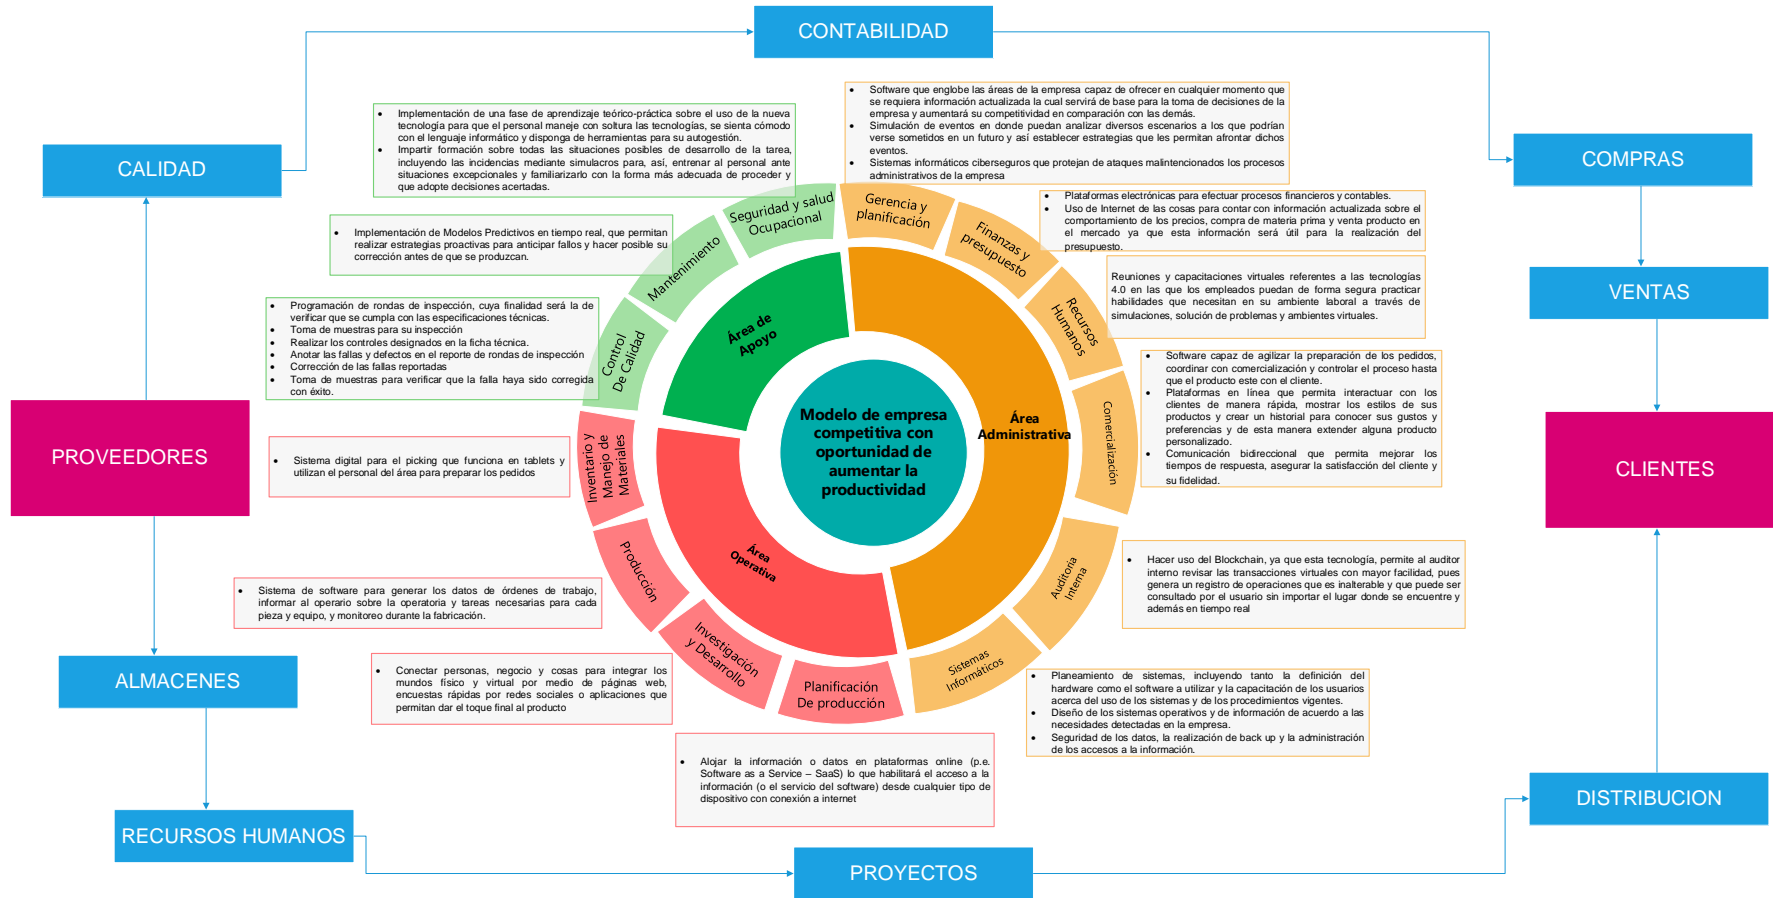 CONTABILIDAD
CALIDAD
COMPRAS
VENTAS
PROVEEDORES
CLIENTES
ALMACENES
RECURSOS HUMANOS
PROYECTOS
DISTRIBUCION
• Implementación de una fase de aprendizaje teórico-práctica sobre el uso de la nueva
tecnología para que el personal maneje con soltura las tecnologías, se sienta cómodo
con el lenguaje informático y disponga de herramientas para su autogestión.
• Impartir formación sobre todas las situaciones posibles de desarrollo de la tarea,
incluyendo las incidencias mediante simulacros para, así, entrenar al personal ante
situaciones excepcionales y familiarizarlo con la forma más adecuada de proceder y
que adopte decisiones acertadas.
• Software que englobe las áreas de la empresa capaz de ofrecer en cualquier momento que
se requiera información actualizada la cual servirá de base para la toma de decisiones de la
empresa y aumentará su competitividad en comparación con las demás.
• Simulación de eventos en donde puedan analizar diversos escenarios a los que podrían
verse sometidos en un futuro y así establecer estrategias que les permitan afrontar dichos
eventos.
• Sistemas informáticos ciberseguros que protejan de ataques malintencionados los procesos
administrativos de la empresa
• Plataformas electrónicas para efectuar procesos financieros y contables.
• Uso de Internet de las cosas para contar con información actualizada sobre el
comportamiento de los precios, compra de materia prima y venta producto en
el mercado ya que esta información será útil para la realización del
presupuesto.
• Implementación de Modelos Predictivos en tiempo real, que permitan
realizar estrategias proactivas para anticipar fallos y hacer posible su
corrección antes de que se produzcan.
Reuniones y capacitaciones virtuales referentes a las tecnologías
4.0 en las que los empleados puedan de forma segura practicar
habilidades que necesitan en su ambiente laboral a través de
simulaciones, solución de problemas y ambientes virtuales.
• Programación de rondas de inspección, cuya finalidad será la de
verificar que se cumpla con las especificaciones técnicas.
• Toma de muestras para su inspección
• Realizar los controles designados en la ficha técnica.
• Anotar las fallas y defectos en el reporte de rondas de inspección
• Corrección de las fallas reportadas
• Toma de muestras para verificar que la falla haya sido corregida
con éxito.
• Software capaz de agilizar la preparación de los pedidos,
coordinar con comercialización y controlar el proceso hasta
que el producto este con el cliente.
• Plataformas en línea que permita interactuar con los
clientes de manera rápida, mostrar los estilos de sus
productos y crear un historial para conocer sus gustos y
preferencias y de esta manera extender alguna producto
personalizado.
• Comunicación bidireccional que permita mejorar los
tiempos de respuesta, asegurar la satisfacción del cliente y
su fidelidad.
• Sistema digital para el picking que funciona en tablets y
utilizan el personal del área para preparar los pedidos
• Hacer uso del Blockchain, ya que esta tecnología, permite al auditor
interno revisar las transacciones virtuales con mayor facilidad, pues
genera un registro de operaciones que es inalterable y que puede ser
consultado por el usuario sin importar el lugar donde se encuentre y
además en tiempo real
• Sistema de software para generar los datos de órdenes de trabajo,
informar al operario sobre la operatoria y tareas necesarias para cada
pieza y equipo, y monitoreo durante la fabricación.
• Conectar personas, negocio y cosas para integrar los
mundos físico y virtual por medio de páginas web,
encuestas rápidas por redes sociales o aplicaciones que
permitan dar el toque final al producto
• Planeamiento de sistemas, incluyendo tanto la definición del
hardware como el software a utilizar y la capacitación de los usuarios
acerca del uso de los sistemas y de los procedimientos vigentes.
• Diseño de los sistemas operativos y de información de acuerdo a las
necesidades detectadas en la empresa.
• Seguridad de los datos, la realización de back up y la administración
de los accesos a la información.
• Alojar la información o datos en plataformas online (p.e.
Software as a Service – SaaS) lo que habilitará el acceso a la
información (o el servicio del software) desde cualquier tipo de
dispositivo con conexión a internet
Seguridad y salud
Ocupacional
Gerencia y
planificación
Finanzas y
presupuesto
Recursos
Humanos
Comercialización
Auditoria
Interna
Sistemas
Informáticos
Planificación
De producción
Investigación
y Desarrollo
Producción
Inventario y
Manejo de
Materiales
Control
De Calidad
Mantenimiento
Área de
Apoyo
Área
Administrativa
Área
Operativa
Modelo de empresa
competitiva con
oportunidad de
aumentar la
productividad